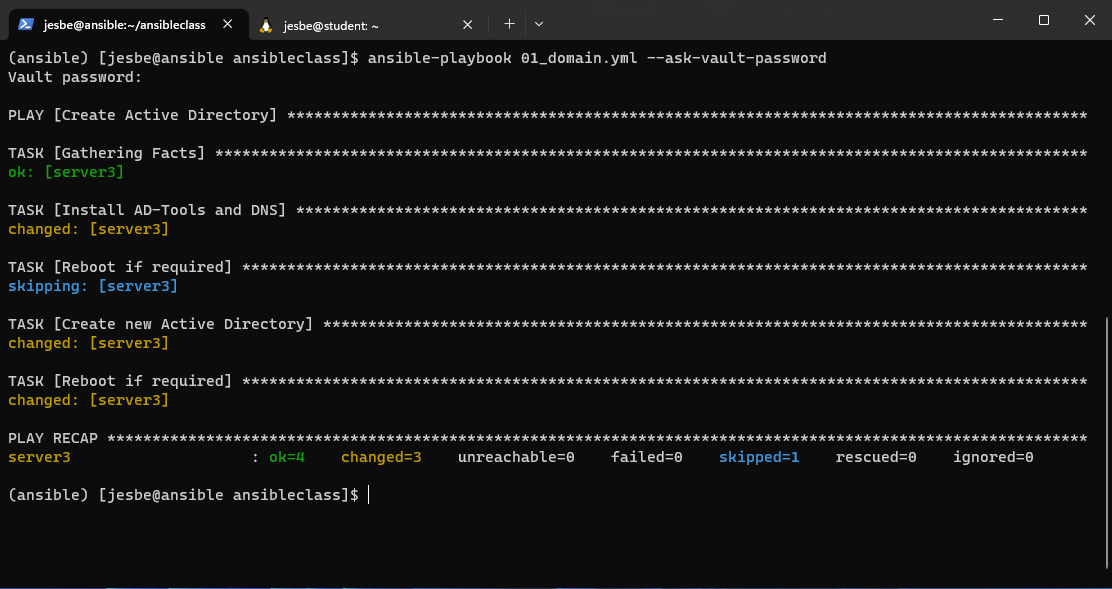 jesbe@ansible:~/ansibleclass
jesbe@student: ~
(ansible) [jesbe@ansible ansibleclass]$ ansible-playbook 01_domain.yml --ask-vault-password
Vault password:
PLAY [Create Active Directory] *****************************************************************************************
TASK [Gathering Facts] *************************************************************************************************
ok: [server3]
TASK [Install AD-Tools and DNS] ****************************************************************************************
changed: [server3]
TASK [Reboot if required] **********************************************************************************************
skipping: [server3]
TASK [Create new Active Directory] *************************************************************************************
changed: [server3]
TASK [Reboot if required] **********************************************************************************************
changed: [server3]
PLAY RECAP *************************************************************************************************************
server3                    : ok=4    changed=3    unreachable=0    failed=0    skipped=1    rescued=0    ignored=0
(ansible) [jesbe@ansible ansibleclass]$